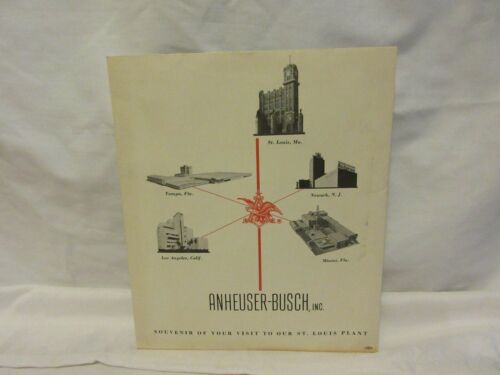 St. Louis, Mo.
Tampa, Fla.
Newark, N. J.
Los Angeles, Calif.
Miami, Fla.
ANHEUSER-BUSCH, INC.
SOUVENIR OF YOUR VISIT TO OUR ST. LOUIS PLANT